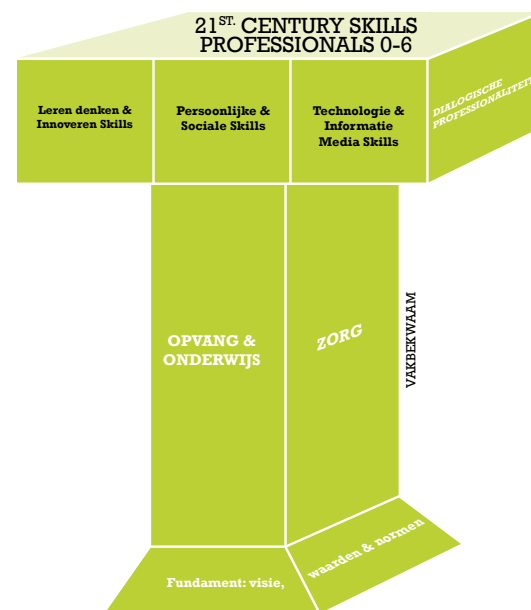 21ST. CENTURY SKILLS
PROFESSIONALS 0-6
Leren denken &
Innoveren Skills
Persoonlijke &
Sociale Skills
Technologie &
Informatie
Media Skills
DIALOGISCHE
PROFESSIONALITEIT
OPVANG &
ONDERWIJS
ZORG
VAKBEKWAAM
Fundament: visie,
waarden & normen